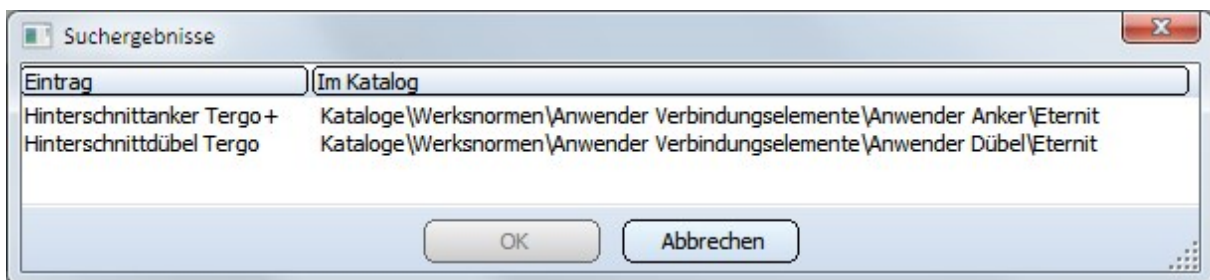 Suchergebnisse
Eintrag Im Katalog
Hinterschnittanker Tergo+ Kataloge\Werksnormen\Anwender Verbindungselemente\Anwender Anker\Eternit
Hinterschnittdübel Tergo Kataloge\Werksnormen\Anwender Verbindungselemente\Anwender Dübel\Eternit
OK Abbrechen